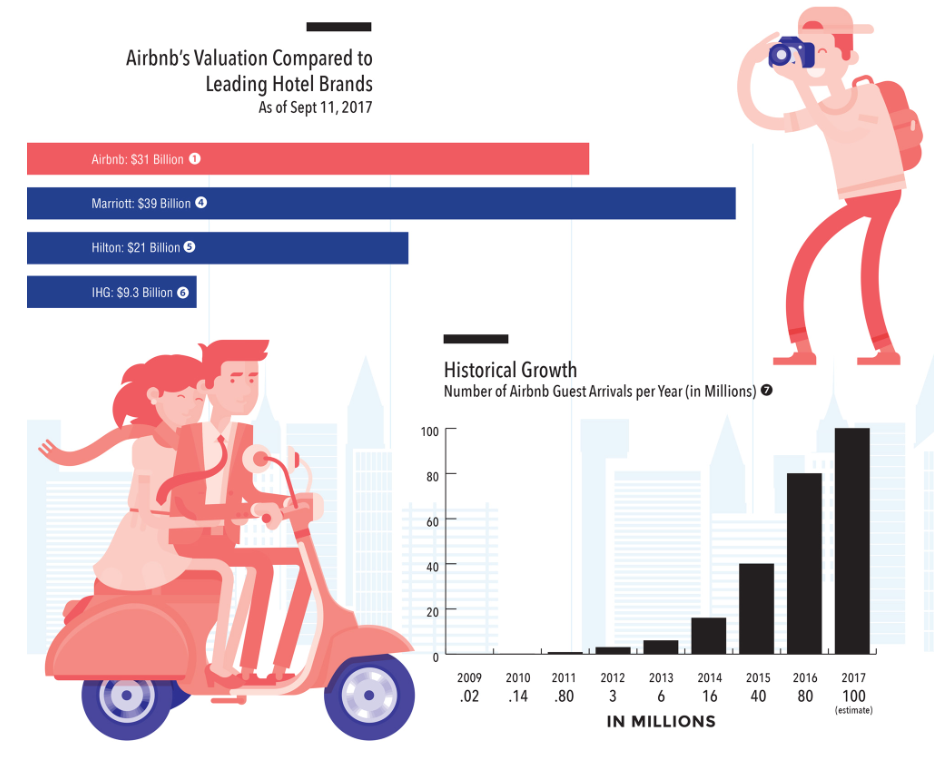 Airbnb's Valuation Compared to
Leading Hotel Brands
As of Sept 11, 2017
Airbnb: $31 Billion 1
Marriott: $39 Billion 4
Hilton: $21 Billion 5
IHG: $9.3 Billion 6
Historical Growth
Number of Airbnb Guest Arrivals per Year (in Millions) 7
100
80
60
40
20
0
2009 2010 2011 2012 2013 2014 2015 2016 2017
.02 .14 .80 3 6 16 40 80 100
(estimate)
IN MILLIONS